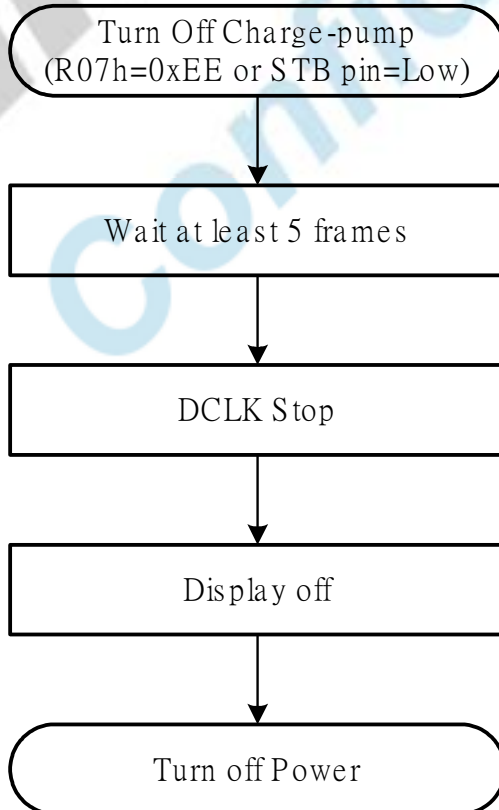 Turn Off Charge-pump
(R07h=0xEE or STB pin=Low)
Wait at least 5 frames
DCLK Stop
Display off
Turn off Power